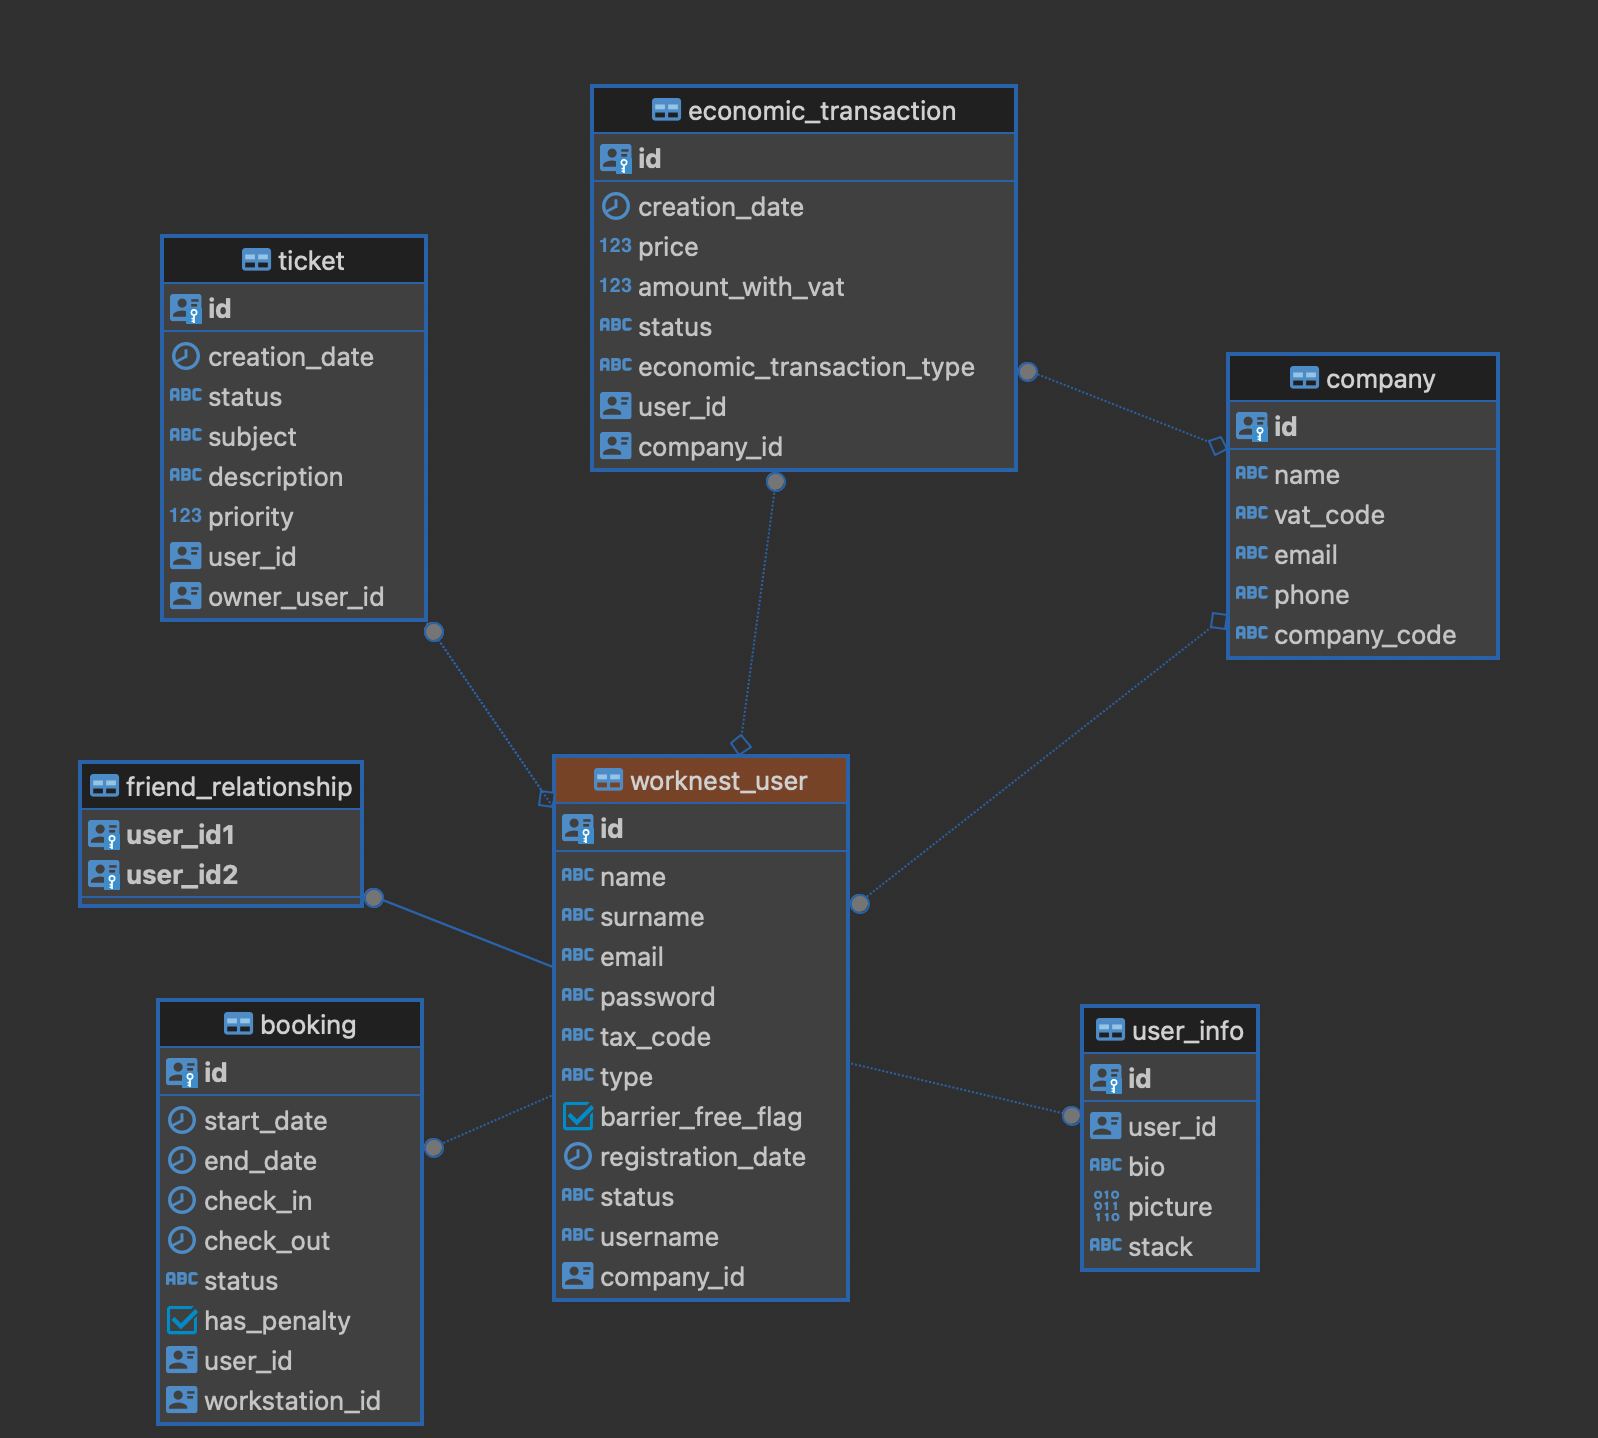 economic_transaction
id
creation_date
123 price
123 amount_with_vat
ABC status
ABC economic_transaction_type
user_id
company_id
ticket
id
creation_date
ABC status
ABC subject
ABC description
123 priority
user_id
owner_user_id
company
id
ABC name
ABC vat_code
ABC email
ABC phone
ABC company_code
friend_relationship
user_id1
user_id2
worknest_user
id
ABC name
ABC surname
ABC email
ABC password
ABC tax_code
ABC type
barrier_free_flag
registration_date
ABC status
ABC username
company_id
booking
id
start_date
end_date
check_in
check_out
ABC status
has_penalty
user_id
workstation_id
user_info
id
user_id
ABC bio
010
011
110
picture
ABC stack